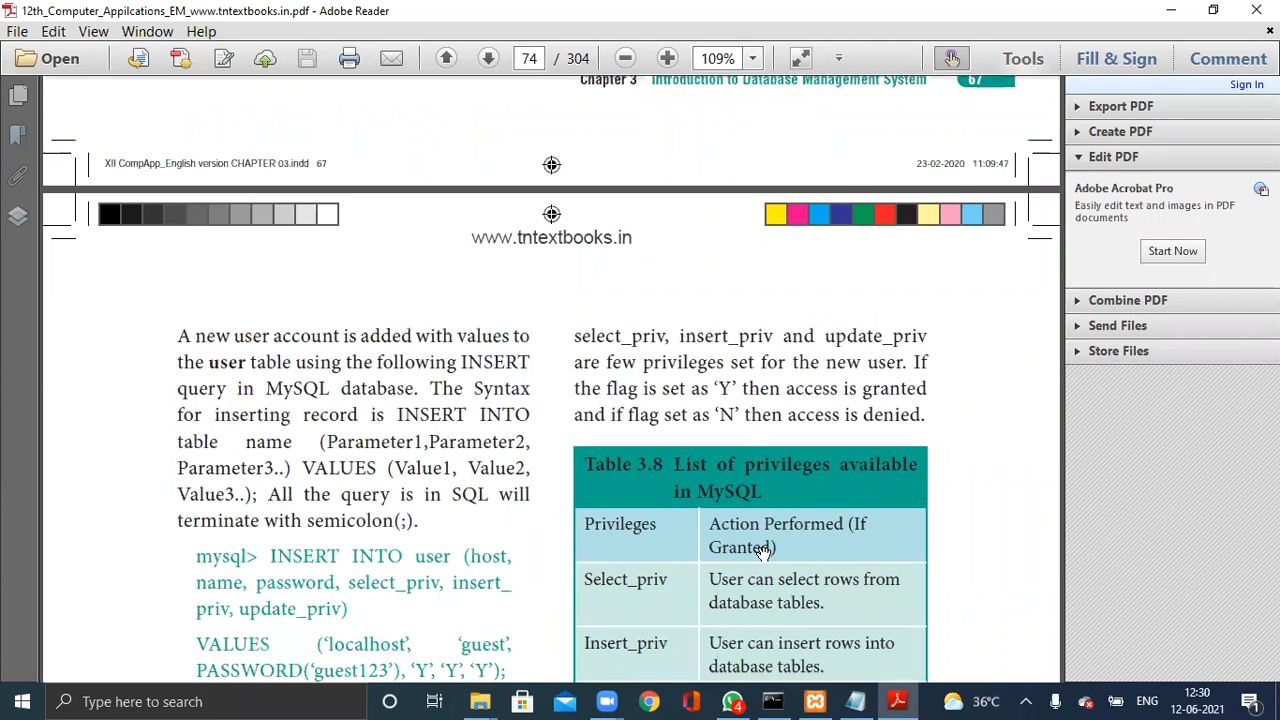 12th_Computer_Appilcations_EM_www.tntextbooks.in.pdf - Adobe Reader
File Edit View Window Help
Open 74 / 304 109% Tools Fill & Sign Comment
Chapter 3 Introduction to Database Management System 67
XII CompApp_English version CHAPTER 03.indd 67
23-02-2020 11:09:47
www.tntextbooks.in
A new user account is added with values to
the user table using the following INSERT
query in MySQL database. The Syntax
for inserting record is INSERT INTO
table name (Parameter1,Parameter2,
Parameter3..) VALUES (Value1, Value2,
Value3..); All the query is in SQL will
terminate with semicolon(;).
mysql> INSERT INTO user (host,
name, password, select_priv, insert_
priv, update_priv)
VALUES ('localhost', 'guest',
PASSWORD('guest123'), 'Y', 'Y', 'Y');
select_priv, insert_priv and update_priv
are few privileges set for the new user. If
the flag is set as 'Y' then access is granted
and if flag set as 'N' then access is denied.
Table 3.8 List of privileges available
in MySQL
Privileges Action Performed (If
Granted)
Select_priv User can select rows from
database tables.
Insert_priv User can insert rows into
database tables.
Sign In
Export PDF
Create PDF
Edit PDF
Adobe Acrobat Pro
Easily edit text and images in PDF
documents
Start Now
Combine PDF
Send Files
Store Files
Type here to search
4
36°C
ENG
12:30
12-06-2021
1